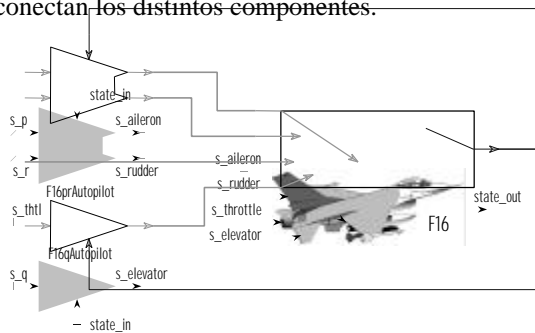 conectan los distintos componentes.
state_in
s_p
s_aileron
s_r
s_rudder
s_aileron
F16prAutopilot
s_rudder
s_thtl
s_throttle
state_out
F16
s_elevator
F16qAutopilot
s_q
s_elevator
state_in